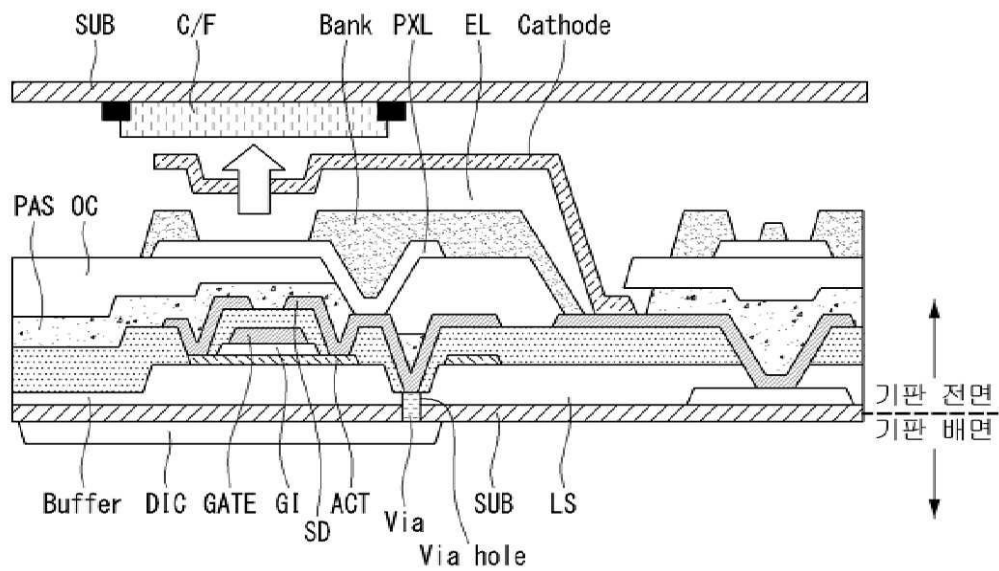 SUB C/F Bank PXL EL Cathode
PAS OC
기판 전면
기판 배면
Buffer DIC GATE GI SD ACT Via SUB LS
Via hole